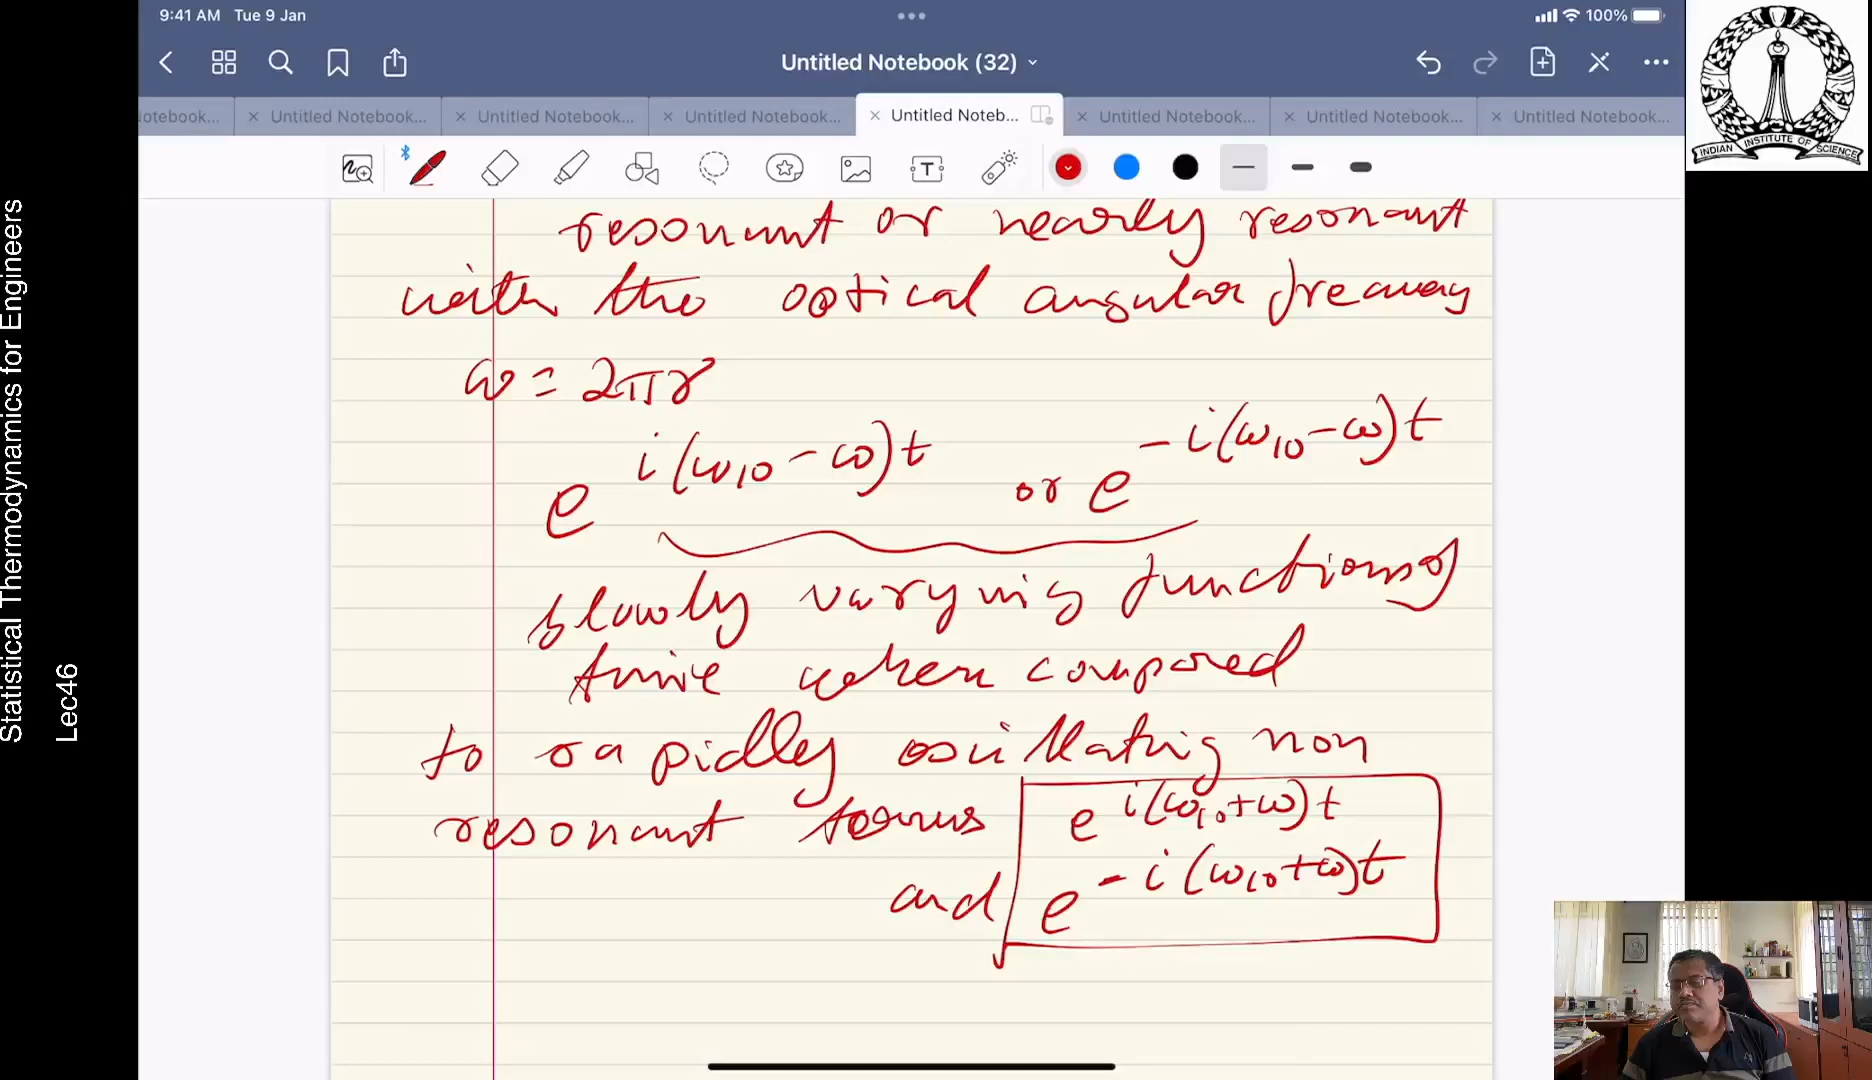 9:41 AM Tue 9 Jan
100%
Untitled Notebook (32)
otebook...
Untitled Notebook...
Untitled Notebook...
Untitled Notebook...
Untitled Noteb...
Untitled Notebook...
Untitled Notebook...
Untitled Notebook...
INDIAN INSTITUTE OF SCIENCE
Statistical Thermodynamics for Engineers
Lec46
resonant or nearly resonant
with the optical angular frequency
ω = 2πγ
e^{i(ω₁₀-ω)t} or e^{-i(ω₁₀-ω)t}
slowly varying functions of
time when compared
to rapidly oscillating non
resonant terms e^{i(ω₁₀+ω)t}
and e^{-i(ω₁₀+ω)t}